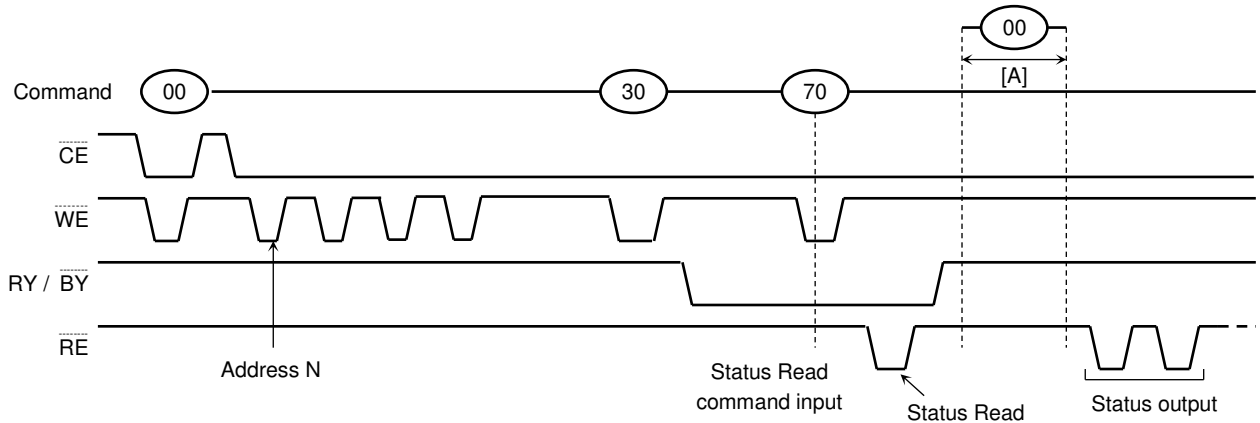 00
[A]
Command 00 30 70
CE
WE
RY / BY
RE
Address N
Status Read
command input
Status Read
Status output